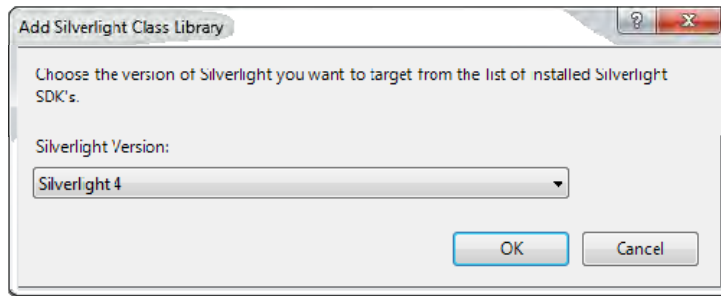 Add Silverlight Class Library
Choose the version of Silverlight you want to target from the list of installed Silverlight
SDK's.
Silverlight Version:
Silverlight 4
OK
Cancel